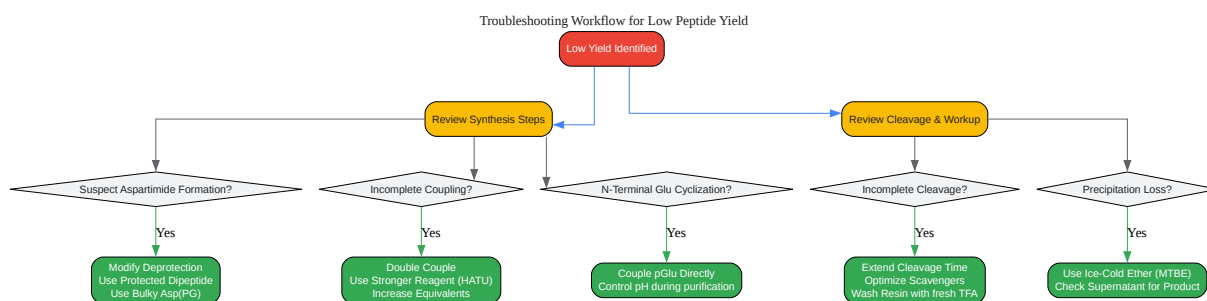 Troubleshooting Workflow for Low Peptide Yield
Low Yield Identified
Review Synthesis Steps
Review Cleavage & Workup
Suspect Aspartimide Formation?
Incomplete Coupling?
N-Terminal Glu Cyclization?
Incomplete Cleavage?
Precipitation Loss?
Yes
Yes
Yes
Yes
Yes
Modify Deprotection
Use Protected Dipeptide
Use Bulky Asp(PG)
Double Couple
Use Stronger Reagent (HATU)
Increase Equivalents
Couple pGlu Directly
Control pH during purification
Extend Cleavage Time
Optimize Scavengers
Wash Resin with fresh TFA
Use Ice-Cold Ether (MTBE)
Check Supernatant for Product